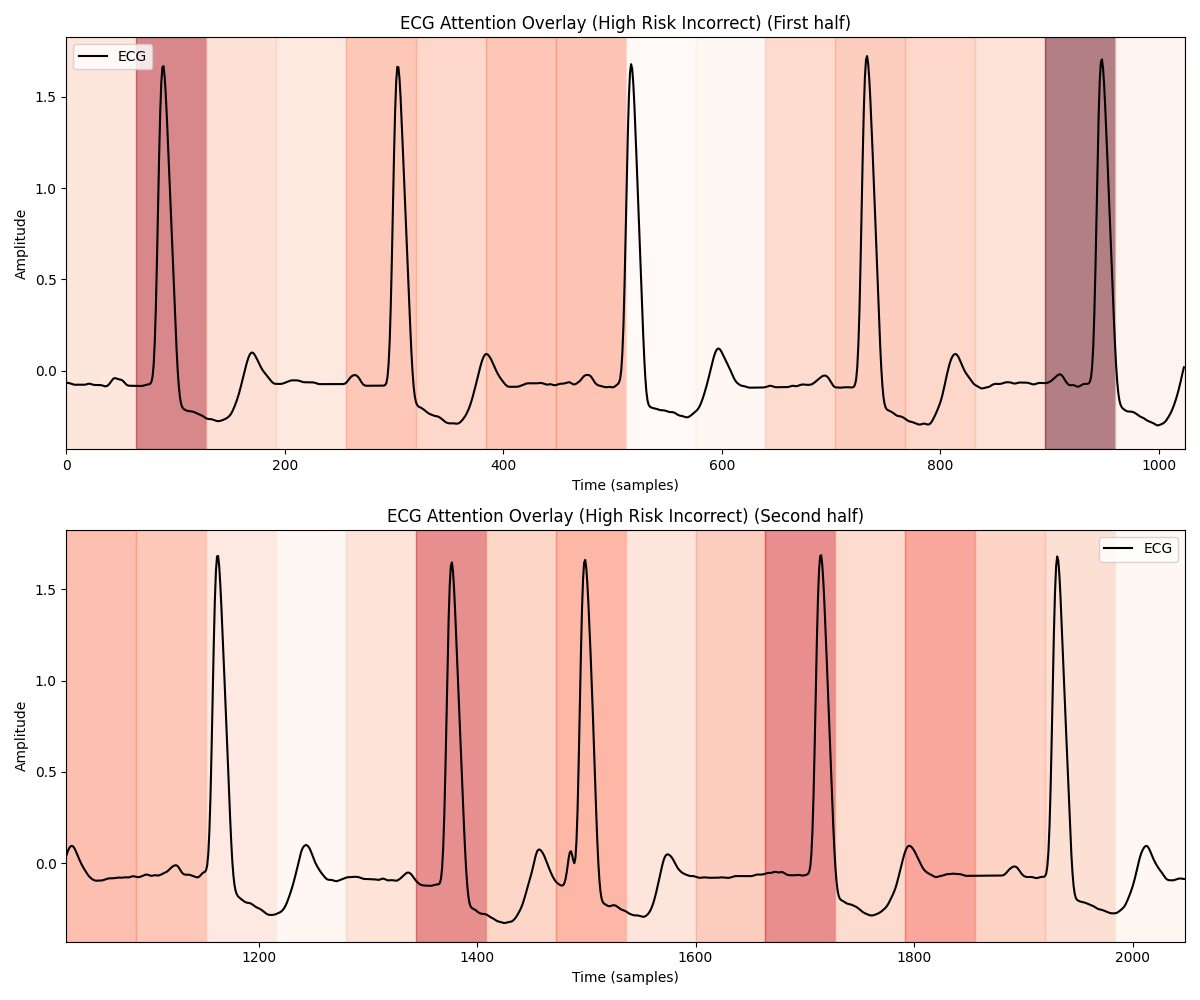 ECG Attention Overlay (High Risk Incorrect) (First half)
ECG
Amplitude
1.5
1.0
0.5
0.0
0 200 400 600 800 1000
Time (samples)
ECG Attention Overlay (High Risk Incorrect) (Second half)
ECG
Amplitude
1.5
1.0
0.5
0.0
1200 1400 1600 1800 2000
Time (samples)